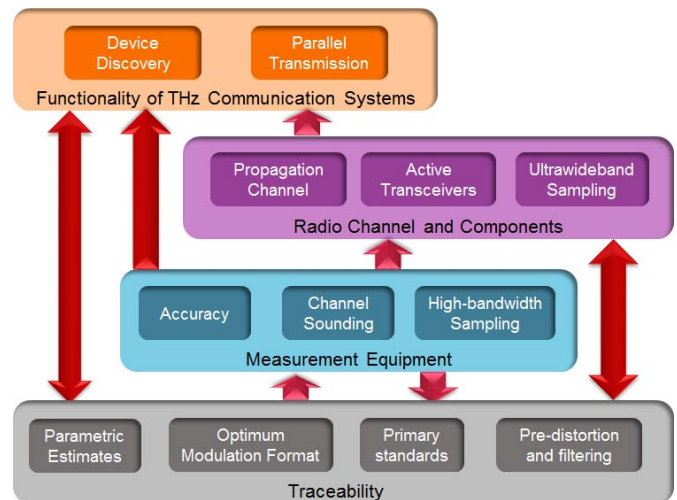 Device
Discovery
Parallel
Transmission
Functionality of THz Communication Systems
Propagation
Channel
Active
Transceivers
Ultrawideband
Sampling
Radio Channel and Components
Accuracy
Channel
Sounding
High-bandwidth
Sampling
Measurement Equipment
Parametric
Estimates
Optimum
Modulation Format
Primary
standards
Pre-distortion
and filtering
Traceability